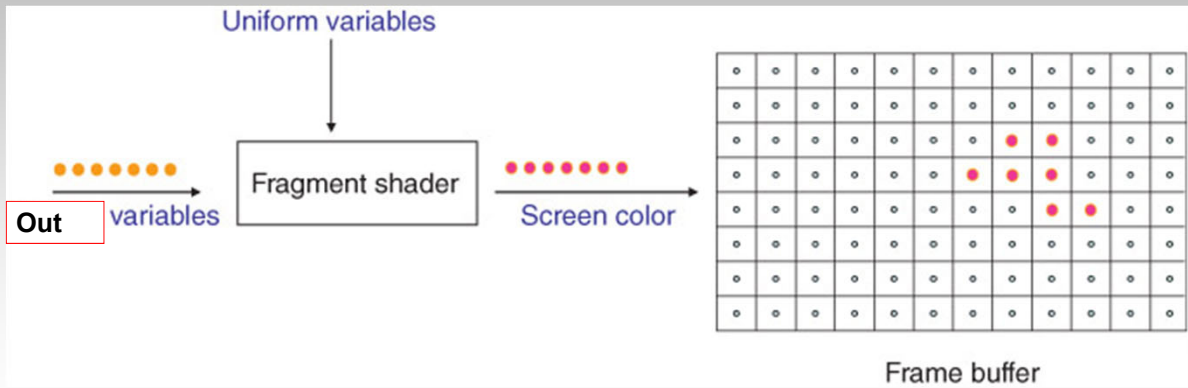 Uniform variables
Fragment shader
Out variables
Screen color
Frame buffer